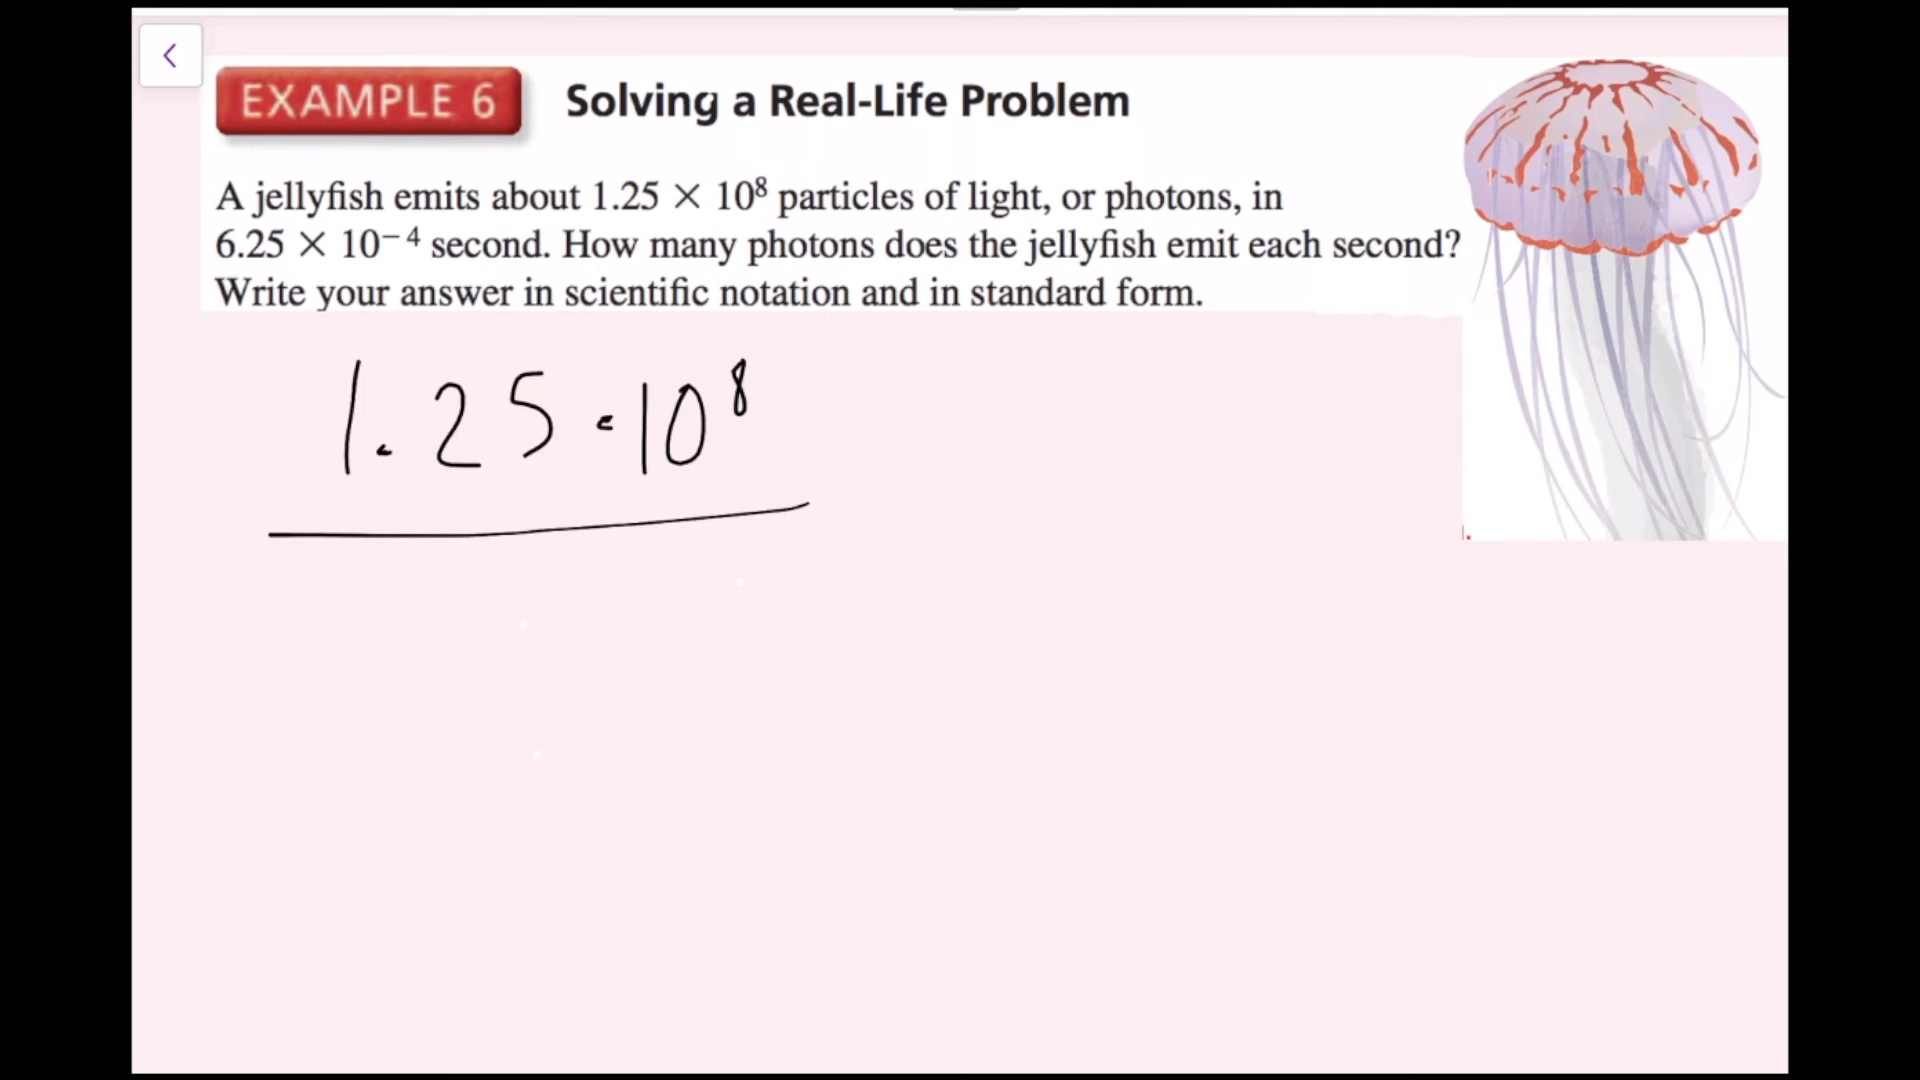 EXAMPLE 6 Solving a Real-Life Problem
A jellyfish emits about 1.25 × 10⁸ particles of light, or photons, in
6.25 × 10⁻⁴ second. How many photons does the jellyfish emit each second?
Write your answer in scientific notation and in standard form.
1.25 · 10⁸